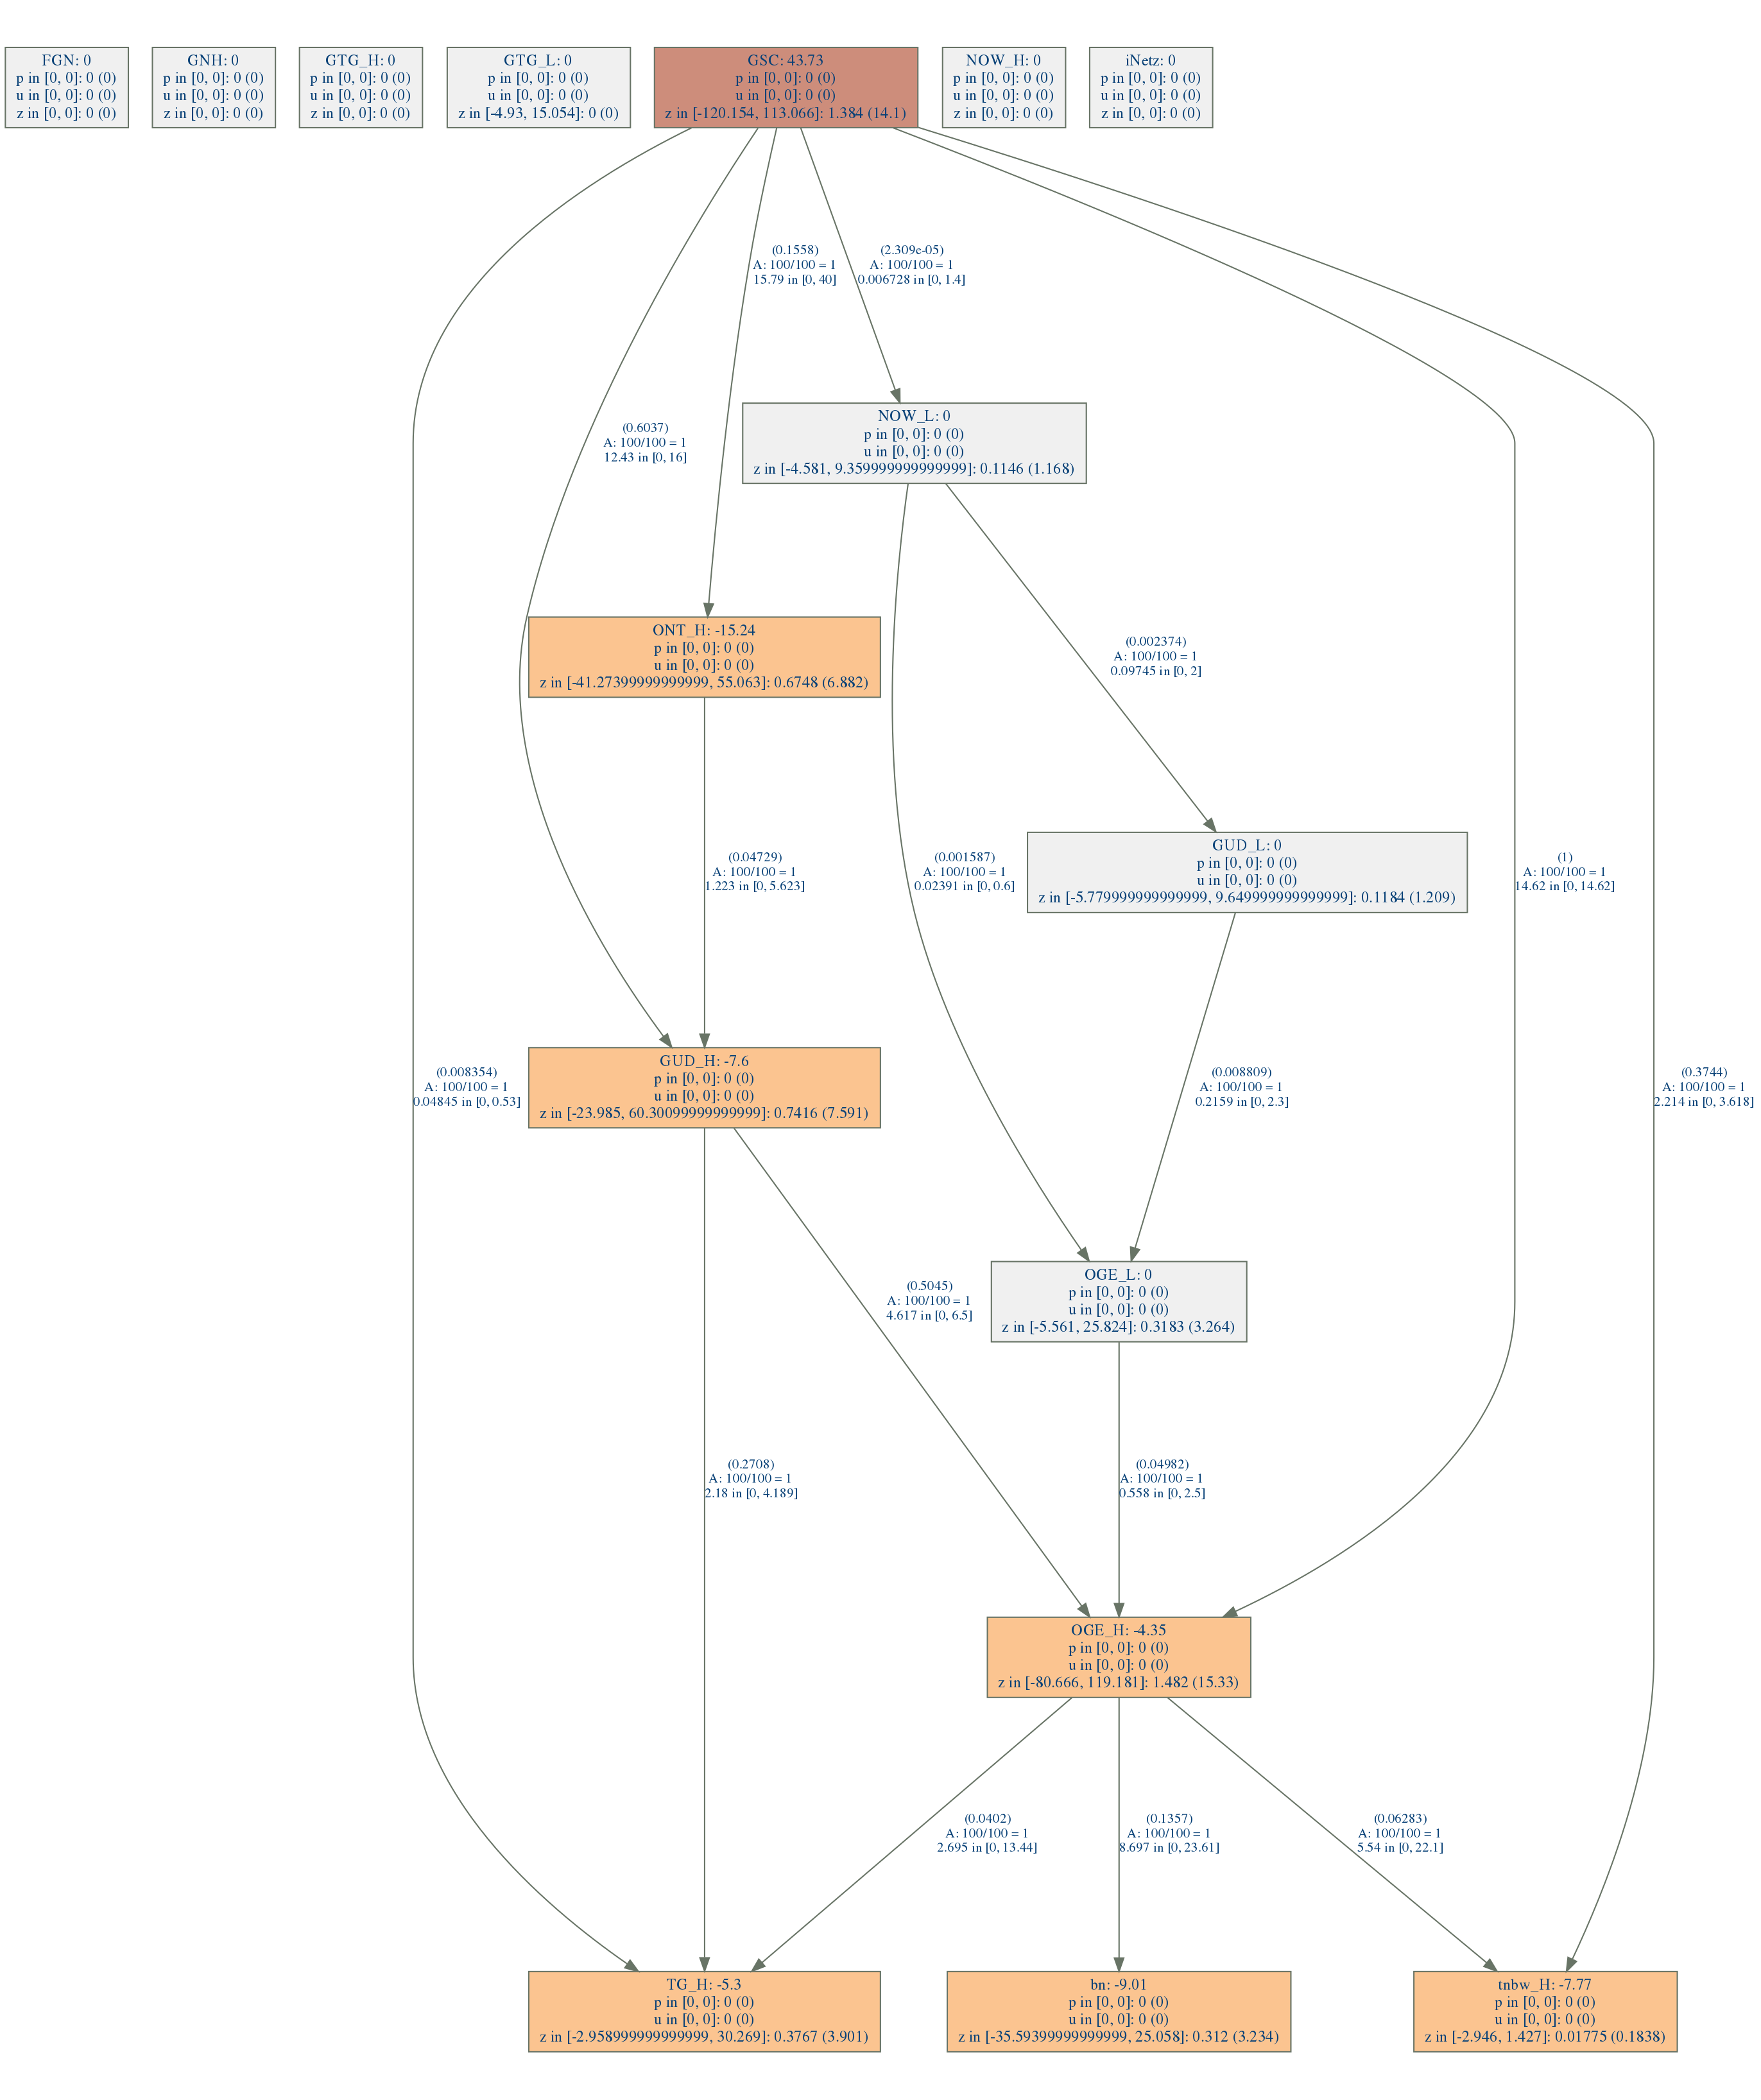 FGN: 0
p in [0, 0]: 0 (0)
u in [0, 0]: 0 (0)
z in [0, 0]: 0 (0)
GNH: 0
p in [0, 0]: 0 (0)
u in [0, 0]: 0 (0)
z in [0, 0]: 0 (0)
GTG_H: 0
p in [0, 0]: 0 (0)
u in [0, 0]: 0 (0)
z in [0, 0]: 0 (0)
GTG_L: 0
p in [0, 0]: 0 (0)
u in [0, 0]: 0 (0)
z in [-4.93, 15.054]: 0 (0)
GSC: 43.73
p in [0, 0]: 0 (0)
u in [0, 0]: 0 (0)
z in [-120.154, 113.066]: 1.384 (14.1)
NOW_H: 0
p in [0, 0]: 0 (0)
u in [0, 0]: 0 (0)
z in [0, 0]: 0 (0)
iNetz: 0
p in [0, 0]: 0 (0)
u in [0, 0]: 0 (0)
z in [0, 0]: 0 (0)
(0.1558)
A: 100/100 = 1
15.79 in [0, 40]
(2.309e-05)
A: 100/100 = 1
0.006728 in [0, 1.4]
(0.6037)
A: 100/100 = 1
12.43 in [0, 16]
NOW_L: 0
p in [0, 0]: 0 (0)
u in [0, 0]: 0 (0)
z in [-4.581, 9.359999999999999]: 0.1146 (1.168)
ONT_H: -15.24
p in [0, 0]: 0 (0)
u in [0, 0]: 0 (0)
z in [-41.27399999999999, 55.063]: 0.6748 (6.882)
(0.002374)
A: 100/100 = 1
0.09745 in [0, 2]
(0.04729)
A: 100/100 = 1
1.223 in [0, 5.623]
(0.001587)
A: 100/100 = 1
0.02391 in [0, 0.6]
GUD_L: 0
p in [0, 0]: 0 (0)
u in [0, 0]: 0 (0)
z in [-5.779999999999999, 9.649999999999999]: 0.1184 (1.209)
(1)
A: 100/100 = 1
14.62 in [0, 14.62]
(0.008354)
A: 100/100 = 1
0.04845 in [0, 0.53]
GUD_H: -7.6
p in [0, 0]: 0 (0)
u in [0, 0]: 0 (0)
z in [-23.985, 60.30099999999999]: 0.7416 (7.591)
(0.008809)
A: 100/100 = 1
0.2159 in [0, 2.3]
(0.3744)
A: 100/100 = 1
2.214 in [0, 3.618]
(0.5045)
A: 100/100 = 1
4.617 in [0, 6.5]
OGE_L: 0
p in [0, 0]: 0 (0)
u in [0, 0]: 0 (0)
z in [-5.561, 25.824]: 0.3183 (3.264)
(0.2708)
A: 100/100 = 1
2.18 in [0, 4.189]
(0.04982)
A: 100/100 = 1
0.558 in [0, 2.5]
OGE_H: -4.35
p in [0, 0]: 0 (0)
u in [0, 0]: 0 (0)
z in [-80.666, 119.181]: 1.482 (15.33)
(0.0402)
A: 100/100 = 1
2.695 in [0, 13.44]
(0.1357)
A: 100/100 = 1
8.697 in [0, 23.61]
(0.06283)
A: 100/100 = 1
5.54 in [0, 22.1]
TG_H: -5.3
p in [0, 0]: 0 (0)
u in [0, 0]: 0 (0)
z in [-2.958999999999999, 30.269]: 0.3767 (3.901)
bn: -9.01
p in [0, 0]: 0 (0)
u in [0, 0]: 0 (0)
z in [-35.59399999999999, 25.058]: 0.312 (3.234)
tnbw_H: -7.77
p in [0, 0]: 0 (0)
u in [0, 0]: 0 (0)
z in [-2.946, 1.427]: 0.01775 (0.1838)